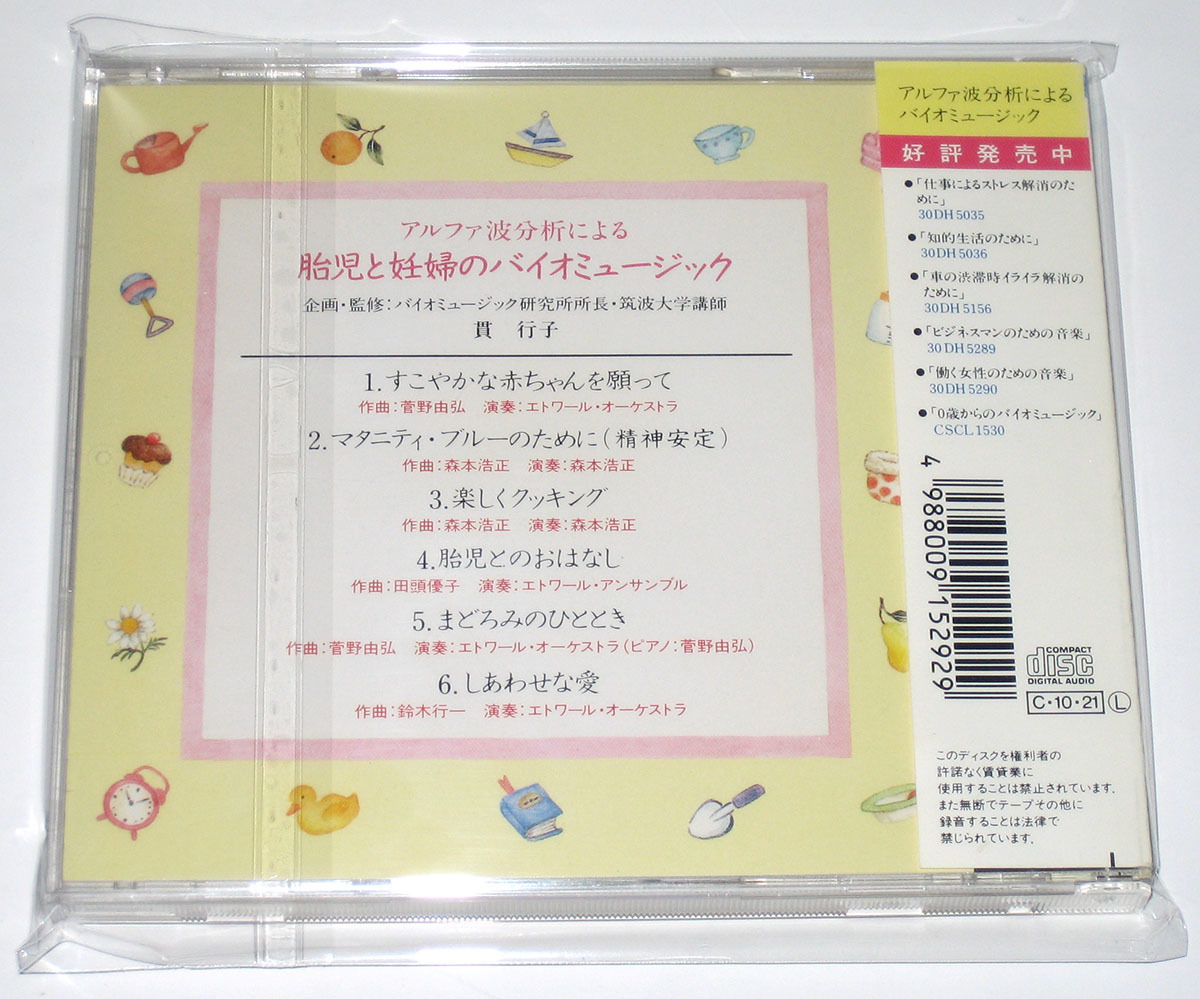 アルファ波分析による
胎児と妊婦のバイオミュージック
企画・監修：バイオミュージック研究所所長・筑波大学講師
貫 行子
1.すこやかな赤ちゃんを願って
作曲：菅野由弘 演奏：エトワール・オーケストラ
2.マタニティ・ブルーのために（精神安定）
作曲：森本浩正 演奏：森本浩正
3.楽しくクッキング
作曲：森本浩正 演奏：森本浩正
4.胎児とのおはなし
作曲：田頭優子 演奏：エトワール・アンサンブル
5.まどろみのひととき
作曲：菅野由弘 演奏：エトワール・オーケストラ（ピアノ：菅野由弘）
6.しあわせな愛
作曲：鈴木行一 演奏：エトワール・オーケストラ
アルファ波分析による
バイオミュージック
好評発売中
●「仕事によるストレス解消のた
めに」
30DH5035
●「知的生活のために」
30DH5036
●「車の渋滞時イライラ解消の
ために」
30DH5156
●「ビジネスマンのための音楽」
30DH5289
●「働く女性のための音楽」
30DH5290
●「0歳からのバイオミュージック」
CSCL1530
4 988009 152929
COMPACT
disc
DIGITAL AUDIO
C・10・21 L
このディスクを権利者の
許諾なく賃貸業に
使用することは禁止されています．
また無断でテープその他に
録音することは法律で
禁じられています．